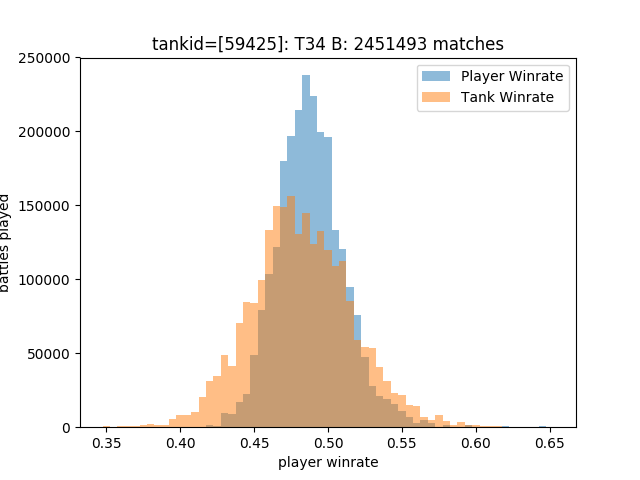 tankid=[59425]: T34 B: 2451493 matches
250000
200000
150000
100000
50000
0
battles played
Player Winrate
Tank Winrate
0.35 0.40 0.45 0.50 0.55 0.60 0.65
player winrate